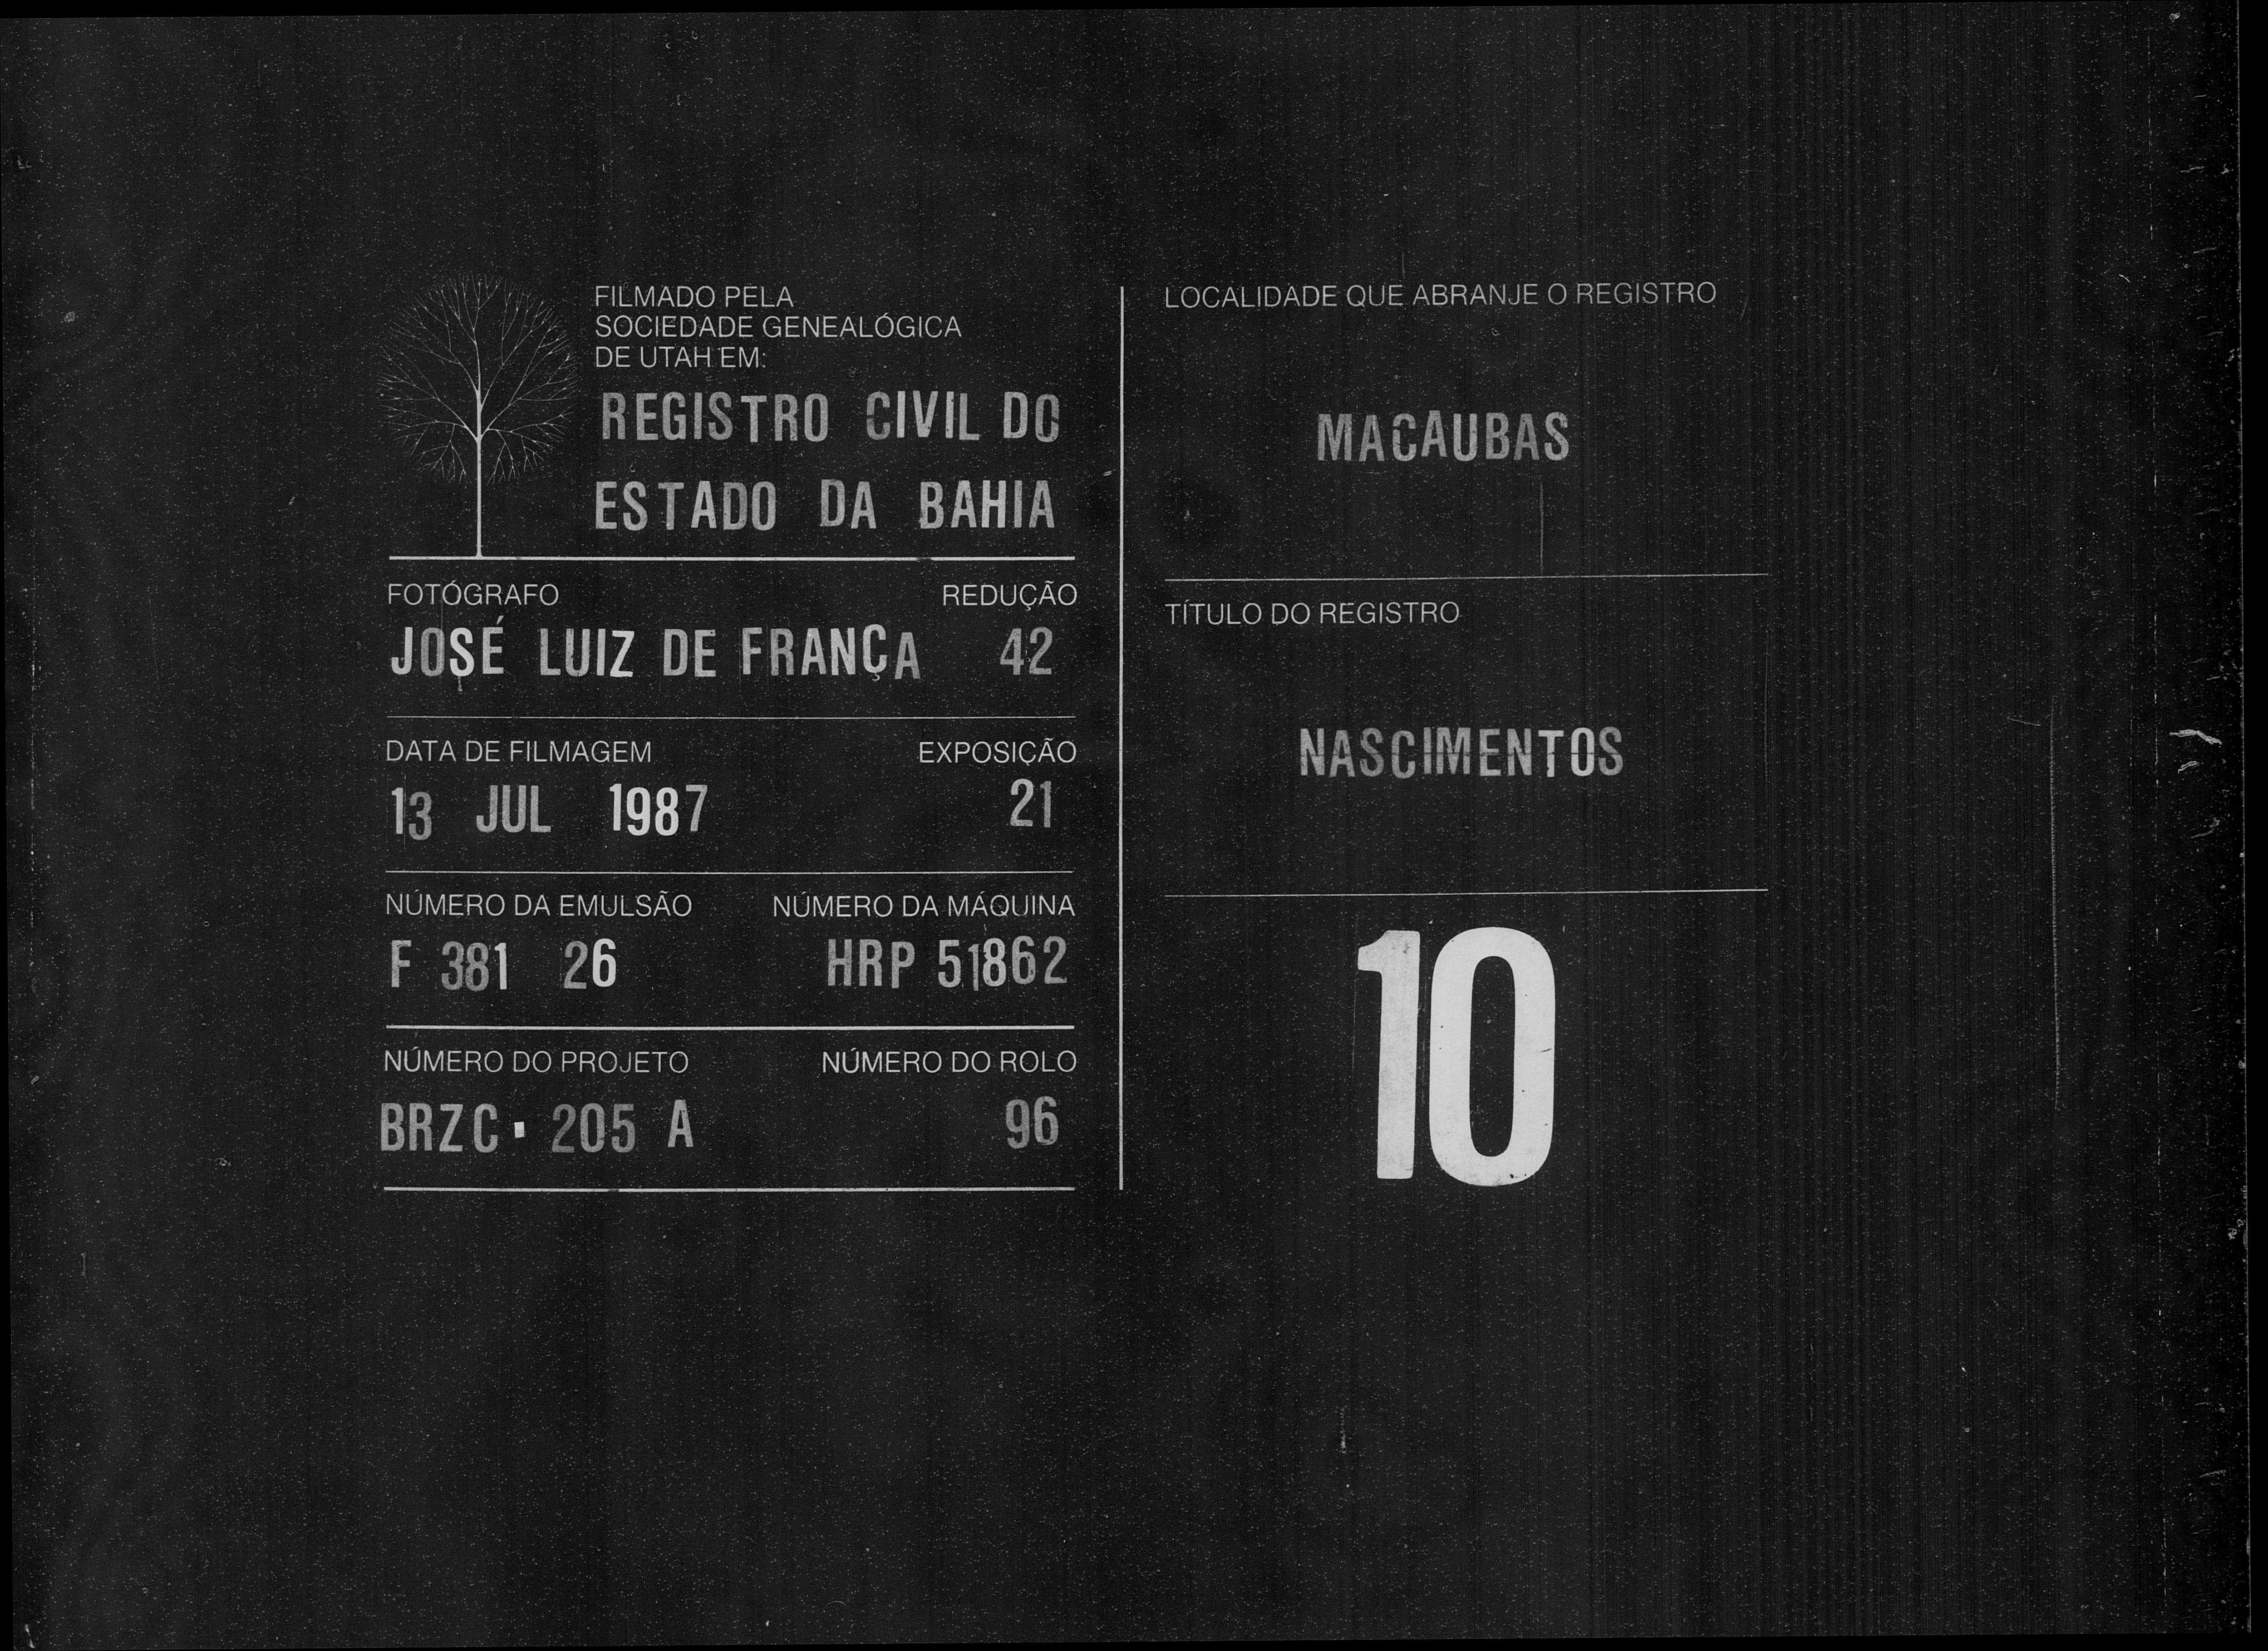 FILMADO PELA
SOCIEDADE GENEALÓGICA
DE UTAH EM:
REGISTRO CIVIL DO
ESTADO DA BAHIA
FOTÓGRAFO REDUÇÃO
JOSÉ LUIZ DE FRANÇA 42
DATA DE FILMAGEM EXPOSIÇÃO
13 JUL 1987 21
NÚMERO DA EMULSÃO NÚMERO DA MÁQUINA
F 381 26 HRP 51862
NÚMERO DO PROJETO NÚMERO DO ROLO
BRZC · 205 A 96
LOCALIDADE QUE ABRANJE O REGISTRO
MACAUBAS
TÍTULO DO REGISTRO
NASCIMENTOS
10